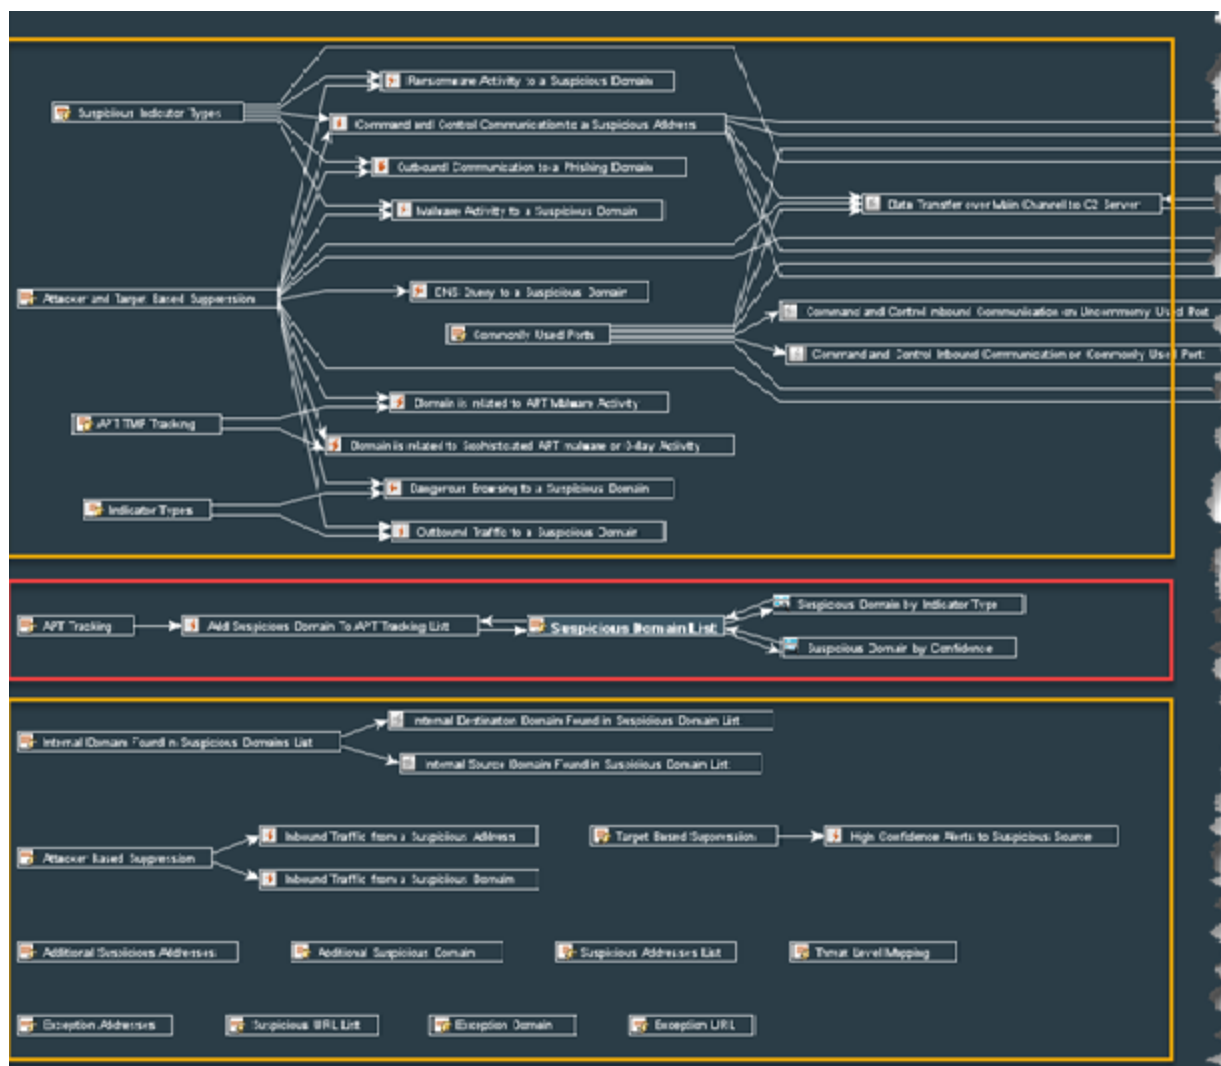 Ransomware Activity to a Suspicious Domain
Suspicious Indicator Types
Command and Control Communication to a Suspicious Address
Outbound Communication to a Phishing Domain
Malware Activity to a Suspicious Domain
Data Transfer over Main Channel to C2 Server
Attacker and Target Based Suppression
DNS Query to a Suspicious Domain
Command and Control Inbound Communication on Uncommonly Used Port
Commonly Used Ports
Command and Control Inbound Communication on Commonly Used Port
Domain is related to APT Malware Activity
APT TMP Tracking
Domain is related to Sophisticated APT malware or 0-day Activity
Dangerous Browsing to a Suspicious Domain
Indicator Types
Outbound Traffic to a Suspicious Domain
Suspicious Domain by Indicator Type
APT Tracking
Add Suspicious Domain To APT Tracking List
Suspicious Domain List
Suspicious Domain by Confidence
Internal Destination Domain Found in Suspicious Domain List
Internal Domain Found in Suspicious Domains List
Internal Source Domain Found in Suspicious Domain List
Inbound Traffic from a Suspicious Address
Target Based Suppression
High Confidence Alerts to Suspicious Source
Attacker Based Suppression
Inbound Traffic from a Suspicious Domain
Additional Suspicious Addresses
Additional Suspicious Domain
Suspicious Addresses List
Threat Level Mapping
Exception Addresses
Suspicious URL List
Exception Domain
Exception URL